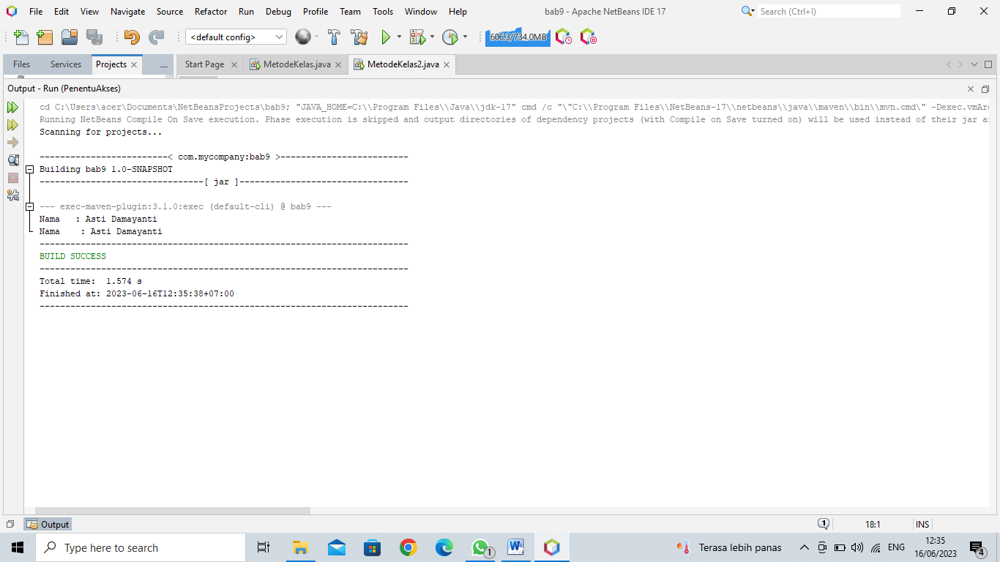 File Edit View Navigate Source Refactor Run Debug Profile Team Tools Window Help bab9 - Apache NetBeans IDE 17 Search (Ctrl+I)
<default config> 606.3/734.0MB
Files Services Projects Start Page MetodeKelas.java MetodeKelas2.java
Output - Run (PenentuAkses)
cd C:\Users\acer\Documents\NetBeansProjects\bab9; "JAVA_HOME=C:\\Program Files\\Java\\jdk-17" cmd /c "\"C:\\Program Files\\NetBeans-17\\netbeans\\java\\maven\\bin\\mvn.cmd\" -Dexec.vmArg
Running NetBeans Compile On Save execution. Phase execution is skipped and output directories of dependency projects (with Compile on Save turned on) will be used instead of their jar a
Scanning for projects...
-------------------------< com.mycompany:bab9 >-------------------------
Building bab9 1.0-SNAPSHOT
--------------------------------[ jar ]---------------------------------
--- exec-maven-plugin:3.1.0:exec (default-cli) @ bab9 ---
Nama   : Asti Damayanti
Nama    : Asti Damayanti
------------------------------------------------------------------------
BUILD SUCCESS
------------------------------------------------------------------------
Total time:  1.574 s
Finished at: 2023-06-16T12:35:38+07:00
------------------------------------------------------------------------
Output 1 18:1 INS
Type here to search 1 Terasa lebih panas ENG 12:35
16/06/2023 4